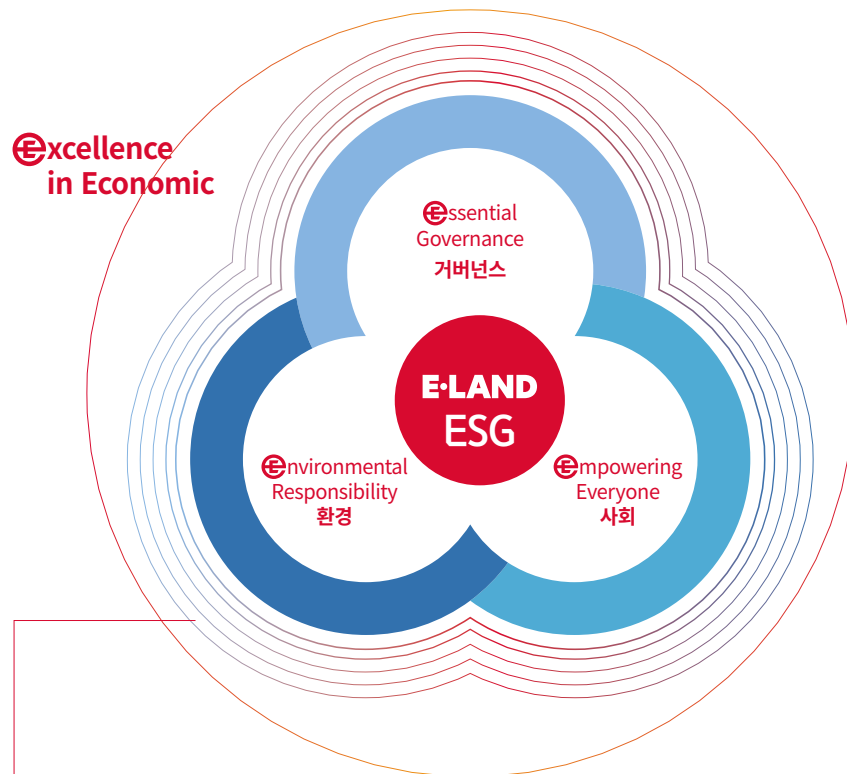 Excellence
in Economic
Essential
Governance
거버넌스
E·LAND
ESG
Environmental
Responsibility
환경
Empowering
Everyone
사회